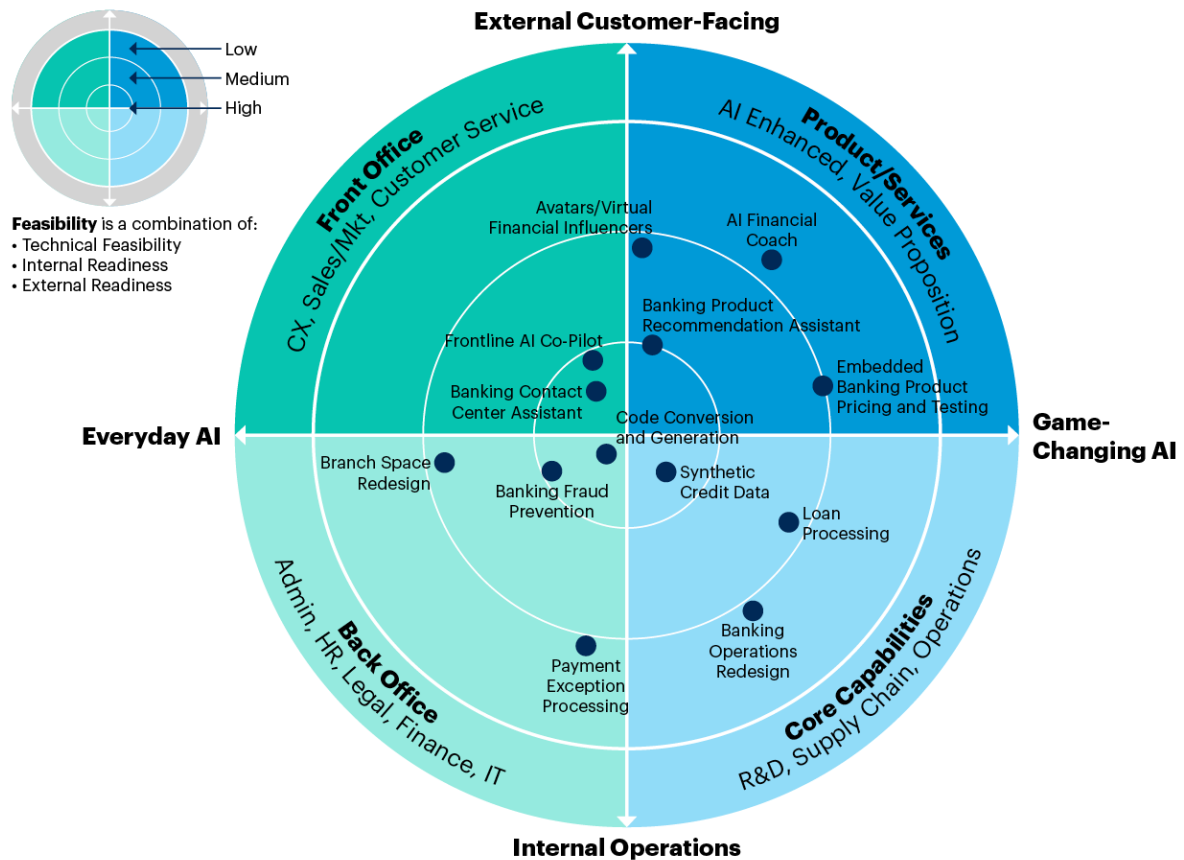 External Customer-Facing
Low
Medium
High
Feasibility is a combination of:
• Technical Feasibility
• Internal Readiness
• External Readiness
Front Office
CX, Sales/Mkt, Customer Service
Product/Services
AI Enhanced, Value Proposition
Avatars/Virtual
Financial Influencers
AI Financial
Coach
Banking Product
Recommendation Assistant
Frontline AI Co-Pilot
Embedded
Banking Product
Pricing and Testing
Banking Contact
Center Assistant
Code Conversion
and Generation
Everyday AI
Game-
Changing AI
Branch Space
Redesign
Banking Fraud
Prevention
Synthetic
Credit Data
Loan
Processing
Banking
Operations
Redesign
Payment
Exception
Processing
Back Office
Admin, HR, Legal, Finance, IT
Core Capabilities
R&D, Supply Chain, Operations
Internal Operations